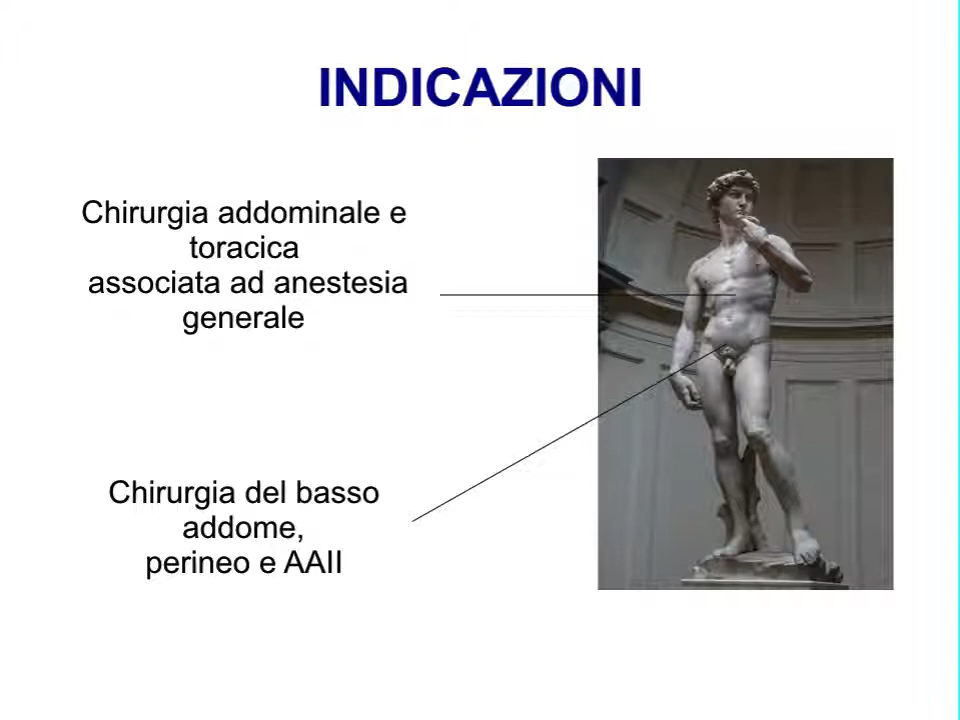 INDICAZIONI
Chirurgia addominale e
toracica
associata ad anestesia
generale
Chirurgia del basso
addome,
perineo e AAII